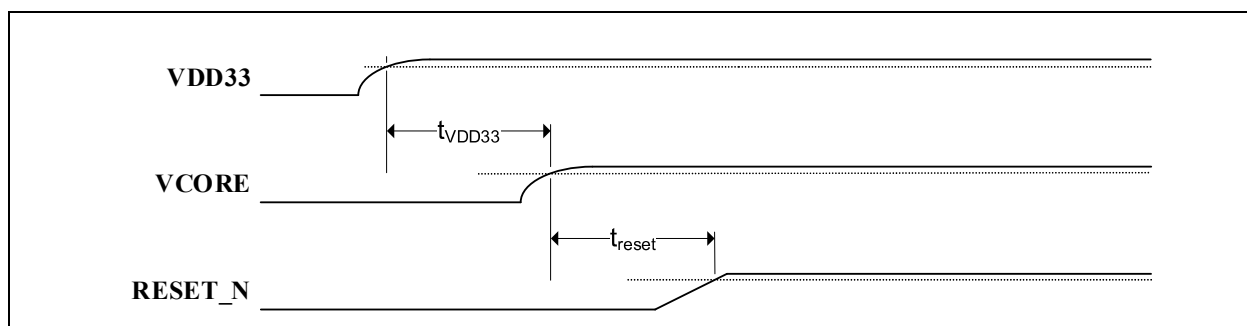 VDD33
tVDD33
VCORE
treset
RESET_N